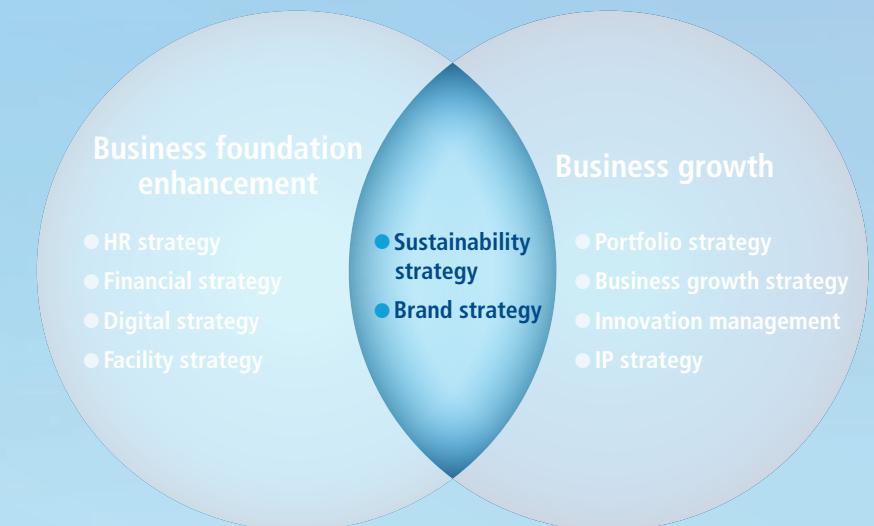 Business foundation
enhancement
● HR strategy
● Financial strategy
● Digital strategy
● Facility strategy
● Sustainability
strategy
● Brand strategy
Business growth
● Portfolio strategy
● Business growth strategy
● Innovation management
● IP strategy